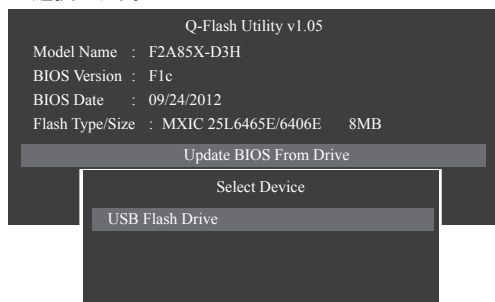 Q-Flash Utility v1.05
Model Name : F2A85X-D3H
BIOS Version : F1c
BIOS Date : 09/24/2012
Flash Type/Size : MXIC 25L6465E/6406E 8MB
Update BIOS From Drive
Select Device
USB Flash Drive